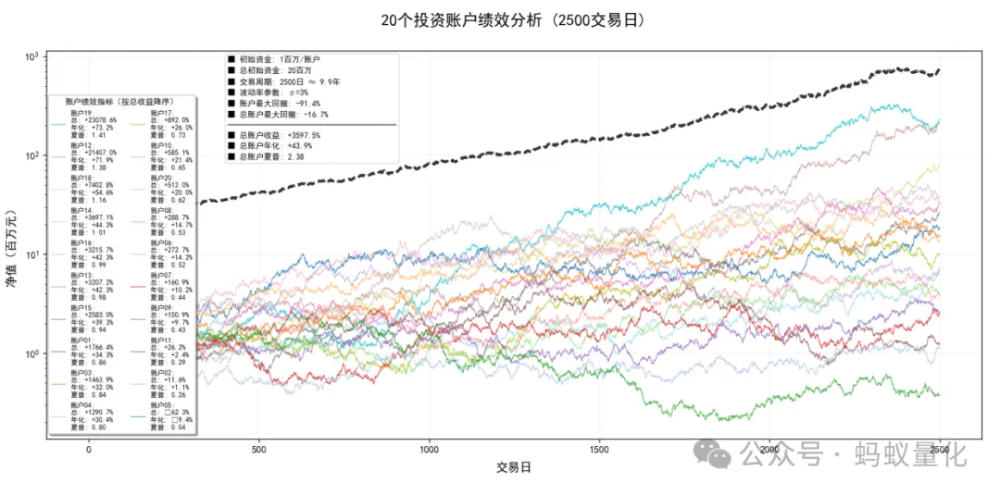 20个投资账户绩效分析 (2500交易日)
净值 (百万元)
10³
10²
10¹
10⁰
■ 初始资金: 1百万/账户
■ 总初始资金: 20百万
■ 交易周期: 2500日 ≈ 9.9年
■ 波动率参数: σ=3%
■ 账户最大回撤: -91.4%
■ 总账户最大回撤: -16.7%
■ 总账户收益: +3597.5%
■ 总账户年化: +43.9%
■ 总账户夏普: 2.38
账户绩效指标 (按总收益降序)
账户19:
总: +23078.6%
年化: +73.2%
夏普: 1.41
账户12:
总: +21407.0%
年化: +71.9%
夏普: 1.38
账户18:
总: +7402.8%
年化: +54.6%
夏普: 1.16
账户14:
总: +3697.1%
年化: +44.3%
夏普: 1.01
账户16:
总: +3215.7%
年化: +42.3%
夏普: 0.99
账户13:
总: +3207.2%
年化: +42.3%
夏普: 0.98
账户15:
总: +2583.0%
年化: +39.3%
夏普: 0.94
账户01:
总: +1766.4%
年化: +34.3%
夏普: 0.86
账户03:
总: +1463.9%
年化: +32.0%
夏普: 0.84
账户04:
总: +1290.7%
年化: +30.4%
夏普: 0.80
账户17:
总: +892.0%
年化: +26.0%
夏普: 0.73
账户10:
总: +585.1%
年化: +21.4%
夏普: 0.65
账户20:
总: +512.0%
年化: +20.0%
夏普: 0.62
账户08:
总: +288.7%
年化: +14.7%
夏普: 0.53
账户06:
总: +272.7%
年化: +14.2%
夏普: 0.52
账户07
总: +160.9%
年化: +10.2%
夏普: 0.44
账户09:
总: +150.9%
年化: +9.7%
夏普: 0.43
账户11:
总: +26.2%
年化: +2.4%
夏普: 0.29
账户02:
总: +11.6%
年化: +1.1%
夏普: 0.26
账户05:
总: □62.3%
年化: □9.4%
夏普: 0.04
0
500
1000
1500
2000
2500
交易日
公众号 · 蚂蚁量化